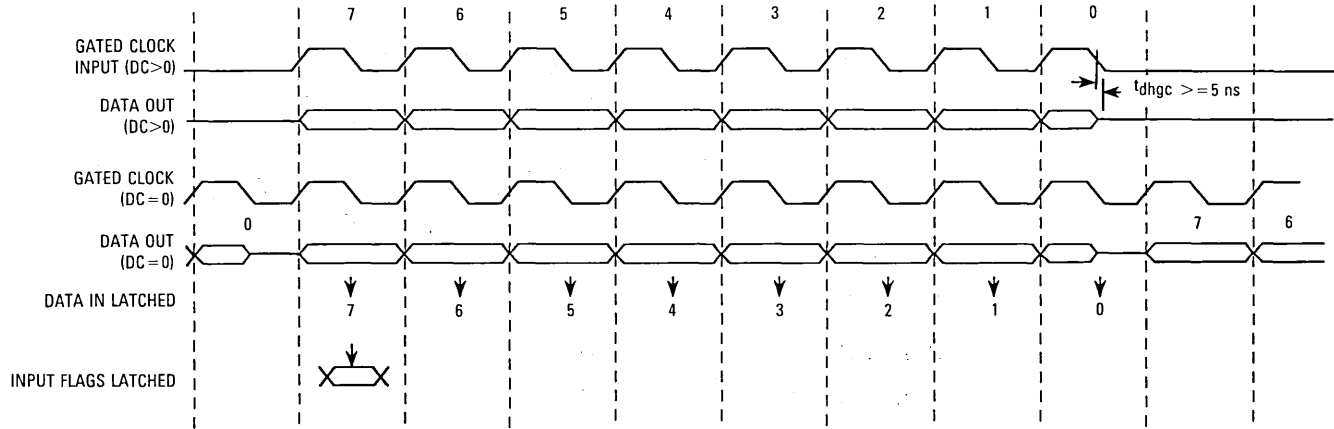 7 6 5 4 3 2 1 0
GATED CLOCK
INPUT (DC>0)
tdhgc >=5 ns
DATA OUT
(DC>0)
GATED CLOCK
(DC=0)
0 7 6
DATA OUT
(DC=0)
DATA IN LATCHED
7 6 5 4 3 2 1 0
INPUT FLAGS LATCHED